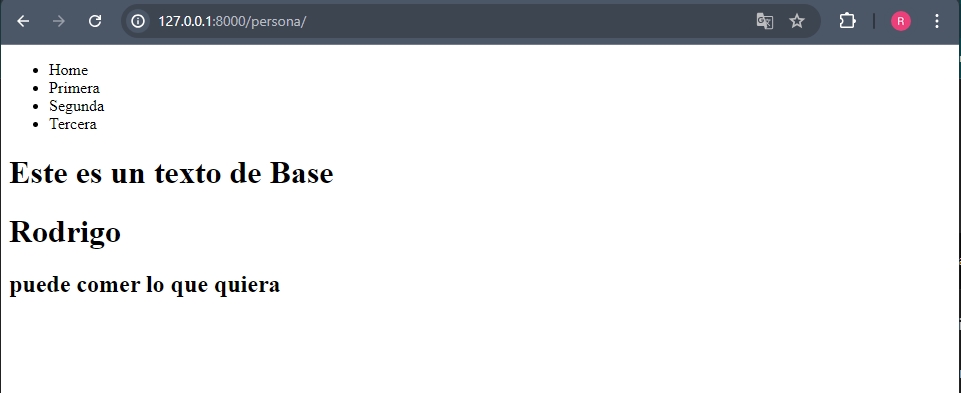 127.0.0.1:8000/persona/
R
Home
Primera
Segunda
Tercera
Este es un texto de Base
Rodrigo
puede comer lo que quiera